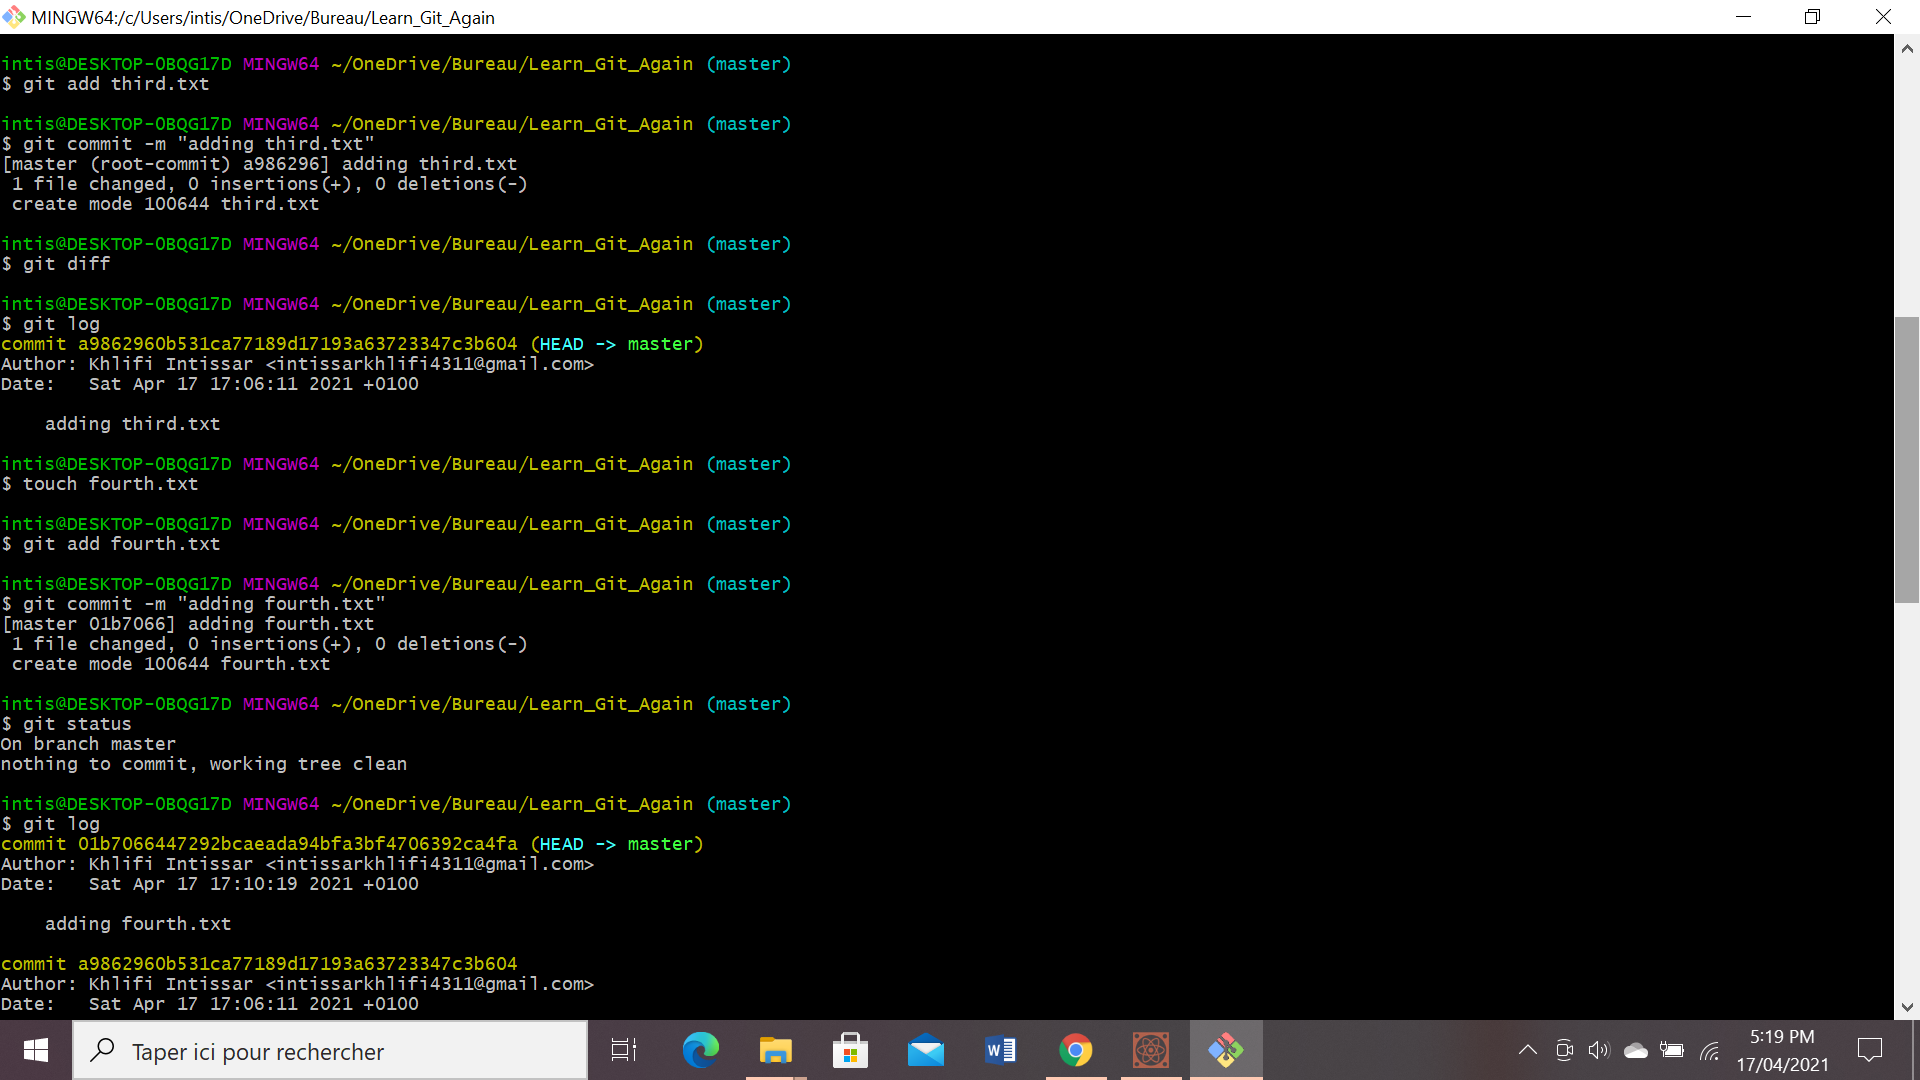 MINGW64:/c/Users/intis/OneDrive/Bureau/Learn_Git_Again
intis@DESKTOP-0BQG17D MINGW64 ~/OneDrive/Bureau/Learn_Git_Again (master)
$ git add third.txt
intis@DESKTOP-0BQG17D MINGW64 ~/OneDrive/Bureau/Learn_Git_Again (master)
$ git commit -m "adding third.txt"
[master (root-commit) a986296] adding third.txt
 1 file changed, 0 insertions(+), 0 deletions(-)
 create mode 100644 third.txt
intis@DESKTOP-0BQG17D MINGW64 ~/OneDrive/Bureau/Learn_Git_Again (master)
$ git diff
intis@DESKTOP-0BQG17D MINGW64 ~/OneDrive/Bureau/Learn_Git_Again (master)
$ git log
commit a9862960b531ca77189d17193a63723347c3b604 (HEAD -> master)
Author: Khlifi Intissar <intissarkhlifi4311@gmail.com>
Date:   Sat Apr 17 17:06:11 2021 +0100
    adding third.txt
intis@DESKTOP-0BQG17D MINGW64 ~/OneDrive/Bureau/Learn_Git_Again (master)
$ touch fourth.txt
intis@DESKTOP-0BQG17D MINGW64 ~/OneDrive/Bureau/Learn_Git_Again (master)
$ git add fourth.txt
intis@DESKTOP-0BQG17D MINGW64 ~/OneDrive/Bureau/Learn_Git_Again (master)
$ git commit -m "adding fourth.txt"
[master 01b7066] adding fourth.txt
 1 file changed, 0 insertions(+), 0 deletions(-)
 create mode 100644 fourth.txt
intis@DESKTOP-0BQG17D MINGW64 ~/OneDrive/Bureau/Learn_Git_Again (master)
$ git status
On branch master
nothing to commit, working tree clean
intis@DESKTOP-0BQG17D MINGW64 ~/OneDrive/Bureau/Learn_Git_Again (master)
$ git log
commit 01b7066447292bcaeada94bfa3bf4706392ca4fa (HEAD -> master)
Author: Khlifi Intissar <intissarkhlifi4311@gmail.com>
Date:   Sat Apr 17 17:10:19 2021 +0100
    adding fourth.txt
commit a9862960b531ca77189d17193a63723347c3b604
Author: Khlifi Intissar <intissarkhlifi4311@gmail.com>
Date:   Sat Apr 17 17:06:11 2021 +0100
Taper ici pour rechercher
5:19 PM
17/04/2021